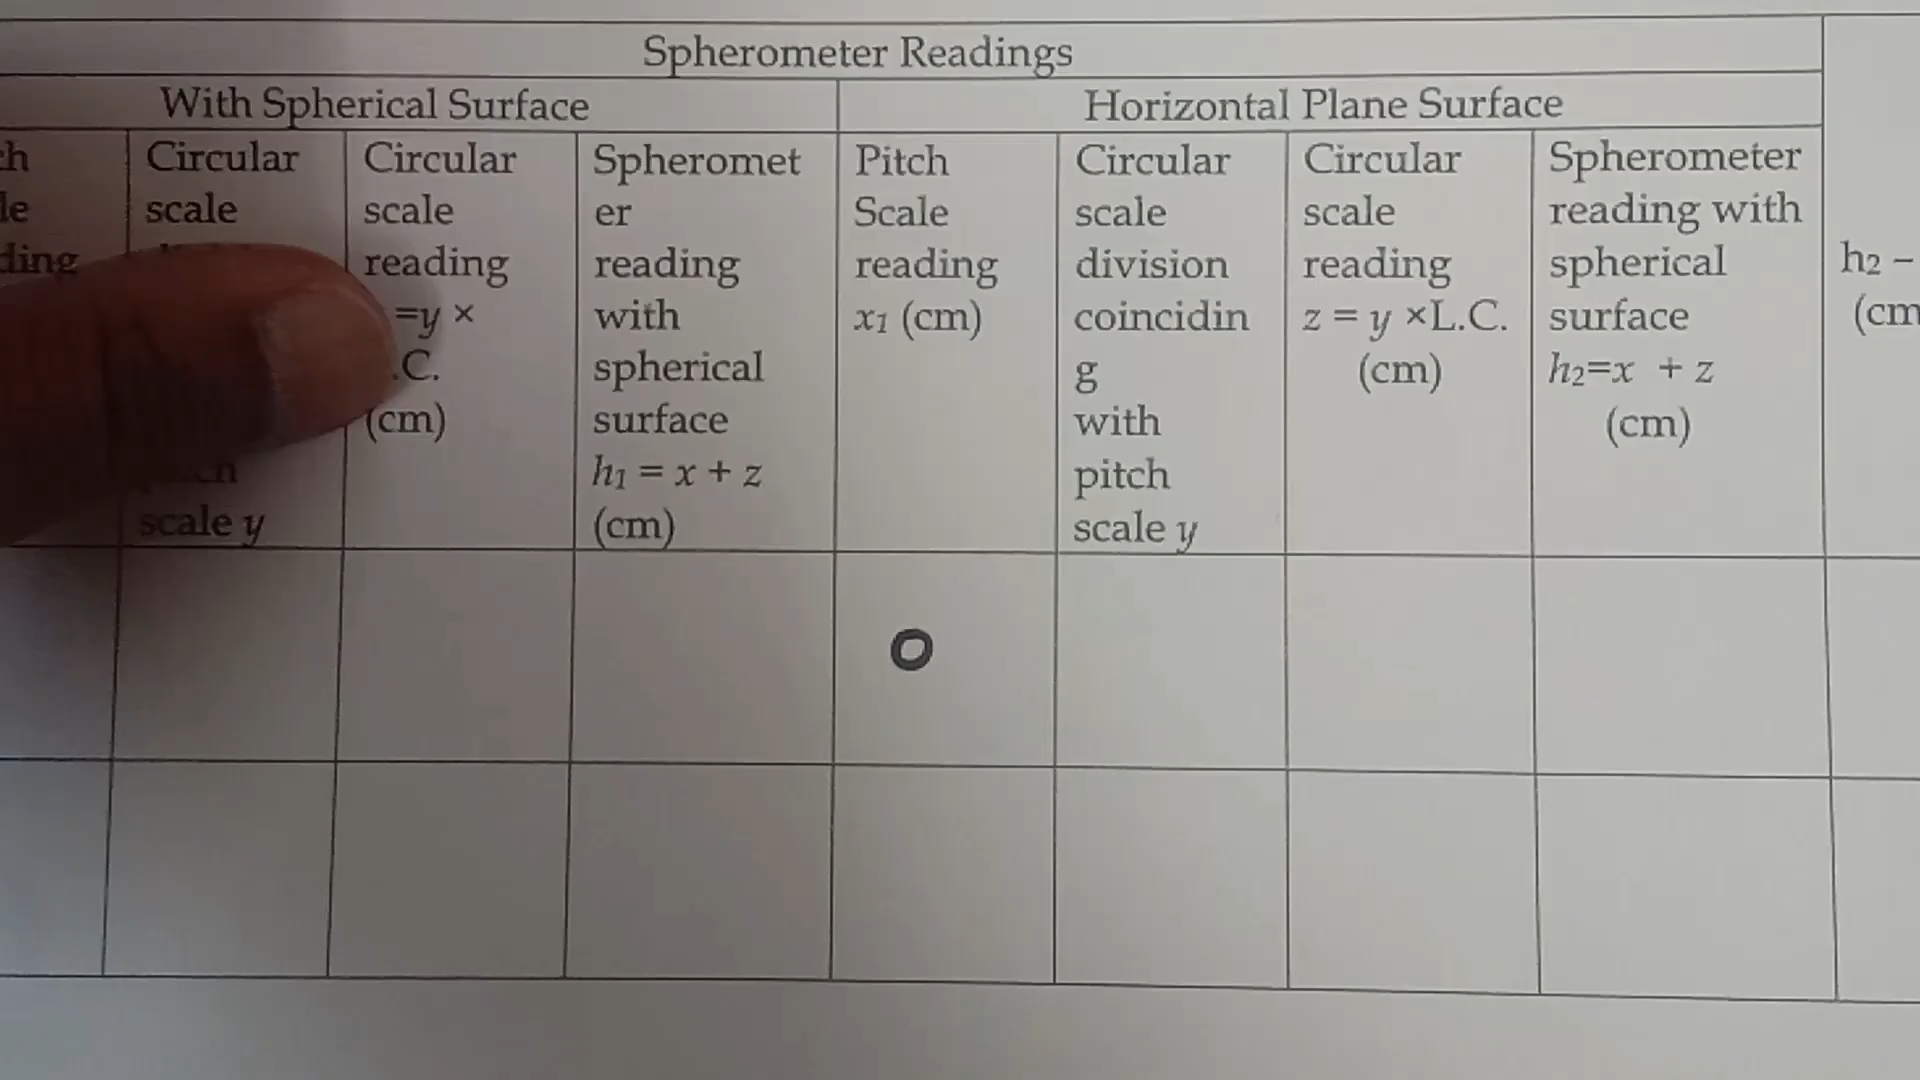 Spherometer Readings
With Spherical Surface
Horizontal Plane Surface
Circular
scale
scale y
Circular
scale
reading
=y ×
.C.
(cm)
Spheromet
er
reading
with
spherical
surface
h1 = x + z
(cm)
Pitch
Scale
reading
x1 (cm)
Circular
scale
division
coincidin
g
with
pitch
scale y
Circular
scale
reading
z = y ×L.C.
(cm)
Spherometer
reading with
spherical
surface
h2=x + z
(cm)
h2 –
(cm
0